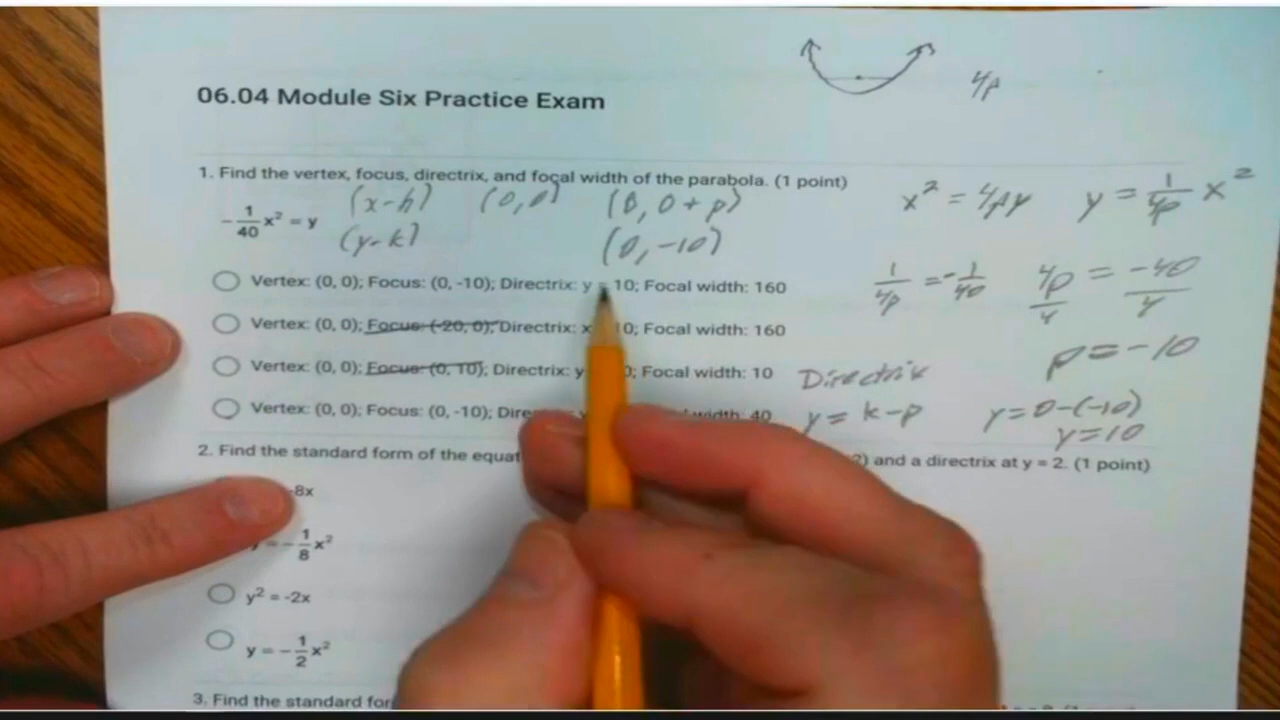 4p
06.04 Module Six Practice Exam
1. Find the vertex, focus, directrix, and focal width of the parabola. (1 point)
(x-h) (0,0) (0, 0+p) x² = 4py y = 1/4p x²
-1/40 x² = y
(y-k) (0,-10)
1/4p = -1/40 4p/4 = -40/4
Vertex: (0, 0); Focus: (0, -10); Directrix: y = 10; Focal width: 160
Vertex: (0, 0); Focus: (-20, 0); Directrix: x 10; Focal width: 160
p = -10
Vertex: (0, 0); Focus: (0, 10); Directrix: y Focal width: 10
Directrix
Vertex: (0, 0); Focus: (0, -10); width: 40
y = k-p y=0-(-10)
y=10
2. Find the standard form of the and a directrix at y = 2. (1 point)
-8x
y = -1/8 x²
y² = -2x
y = -1/2 x²
3. Find the standard